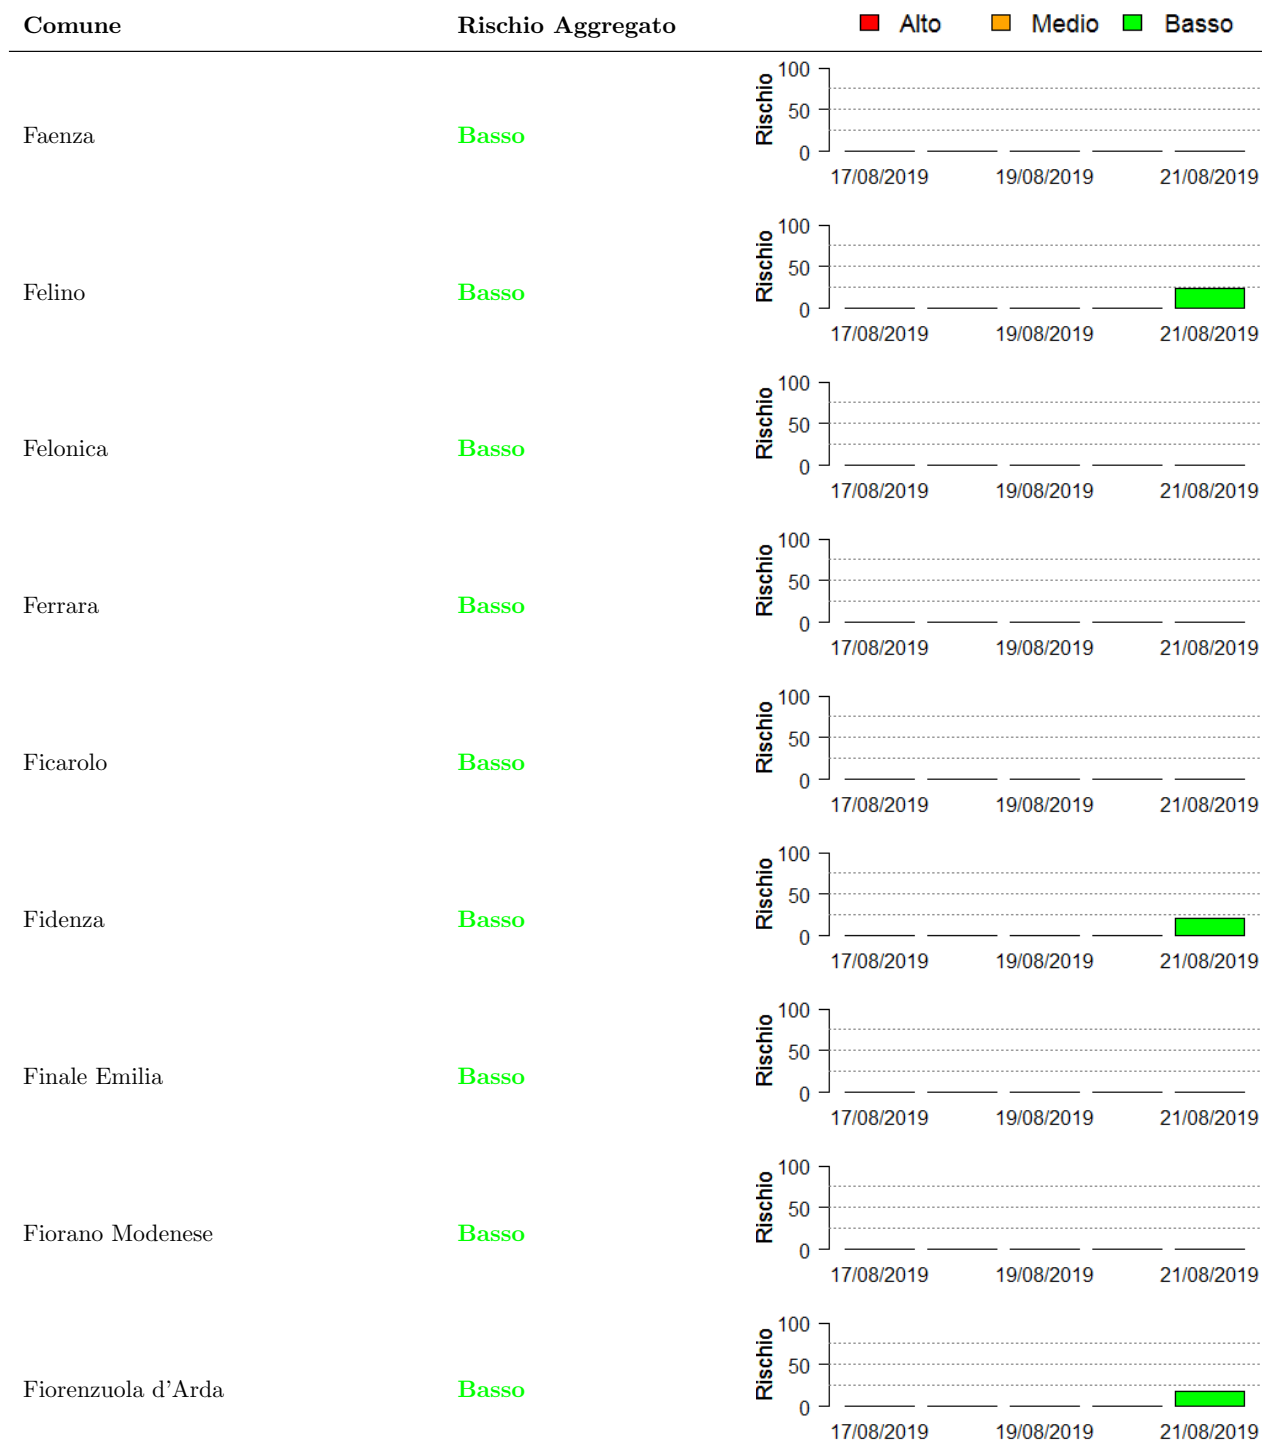 Comune Rischio Aggregato Alto Medio Basso
Faenza Basso
Rischio
100
50
0
17/08/2019 19/08/2019 21/08/2019
Felino Basso
Rischio
100
50
0
17/08/2019 19/08/2019 21/08/2019
Felonica Basso
Rischio
100
50
0
17/08/2019 19/08/2019 21/08/2019
Ferrara Basso
Rischio
100
50
0
17/08/2019 19/08/2019 21/08/2019
Ficarolo Basso
Rischio
100
50
0
17/08/2019 19/08/2019 21/08/2019
Fidenza Basso
Rischio
100
50
0
17/08/2019 19/08/2019 21/08/2019
Finale Emilia Basso
Rischio
100
50
0
17/08/2019 19/08/2019 21/08/2019
Fiorano Modenese Basso
Rischio
100
50
0
17/08/2019 19/08/2019 21/08/2019
Fiorenzuola d'Arda Basso
Rischio
100
50
0
17/08/2019 19/08/2019 21/08/2019